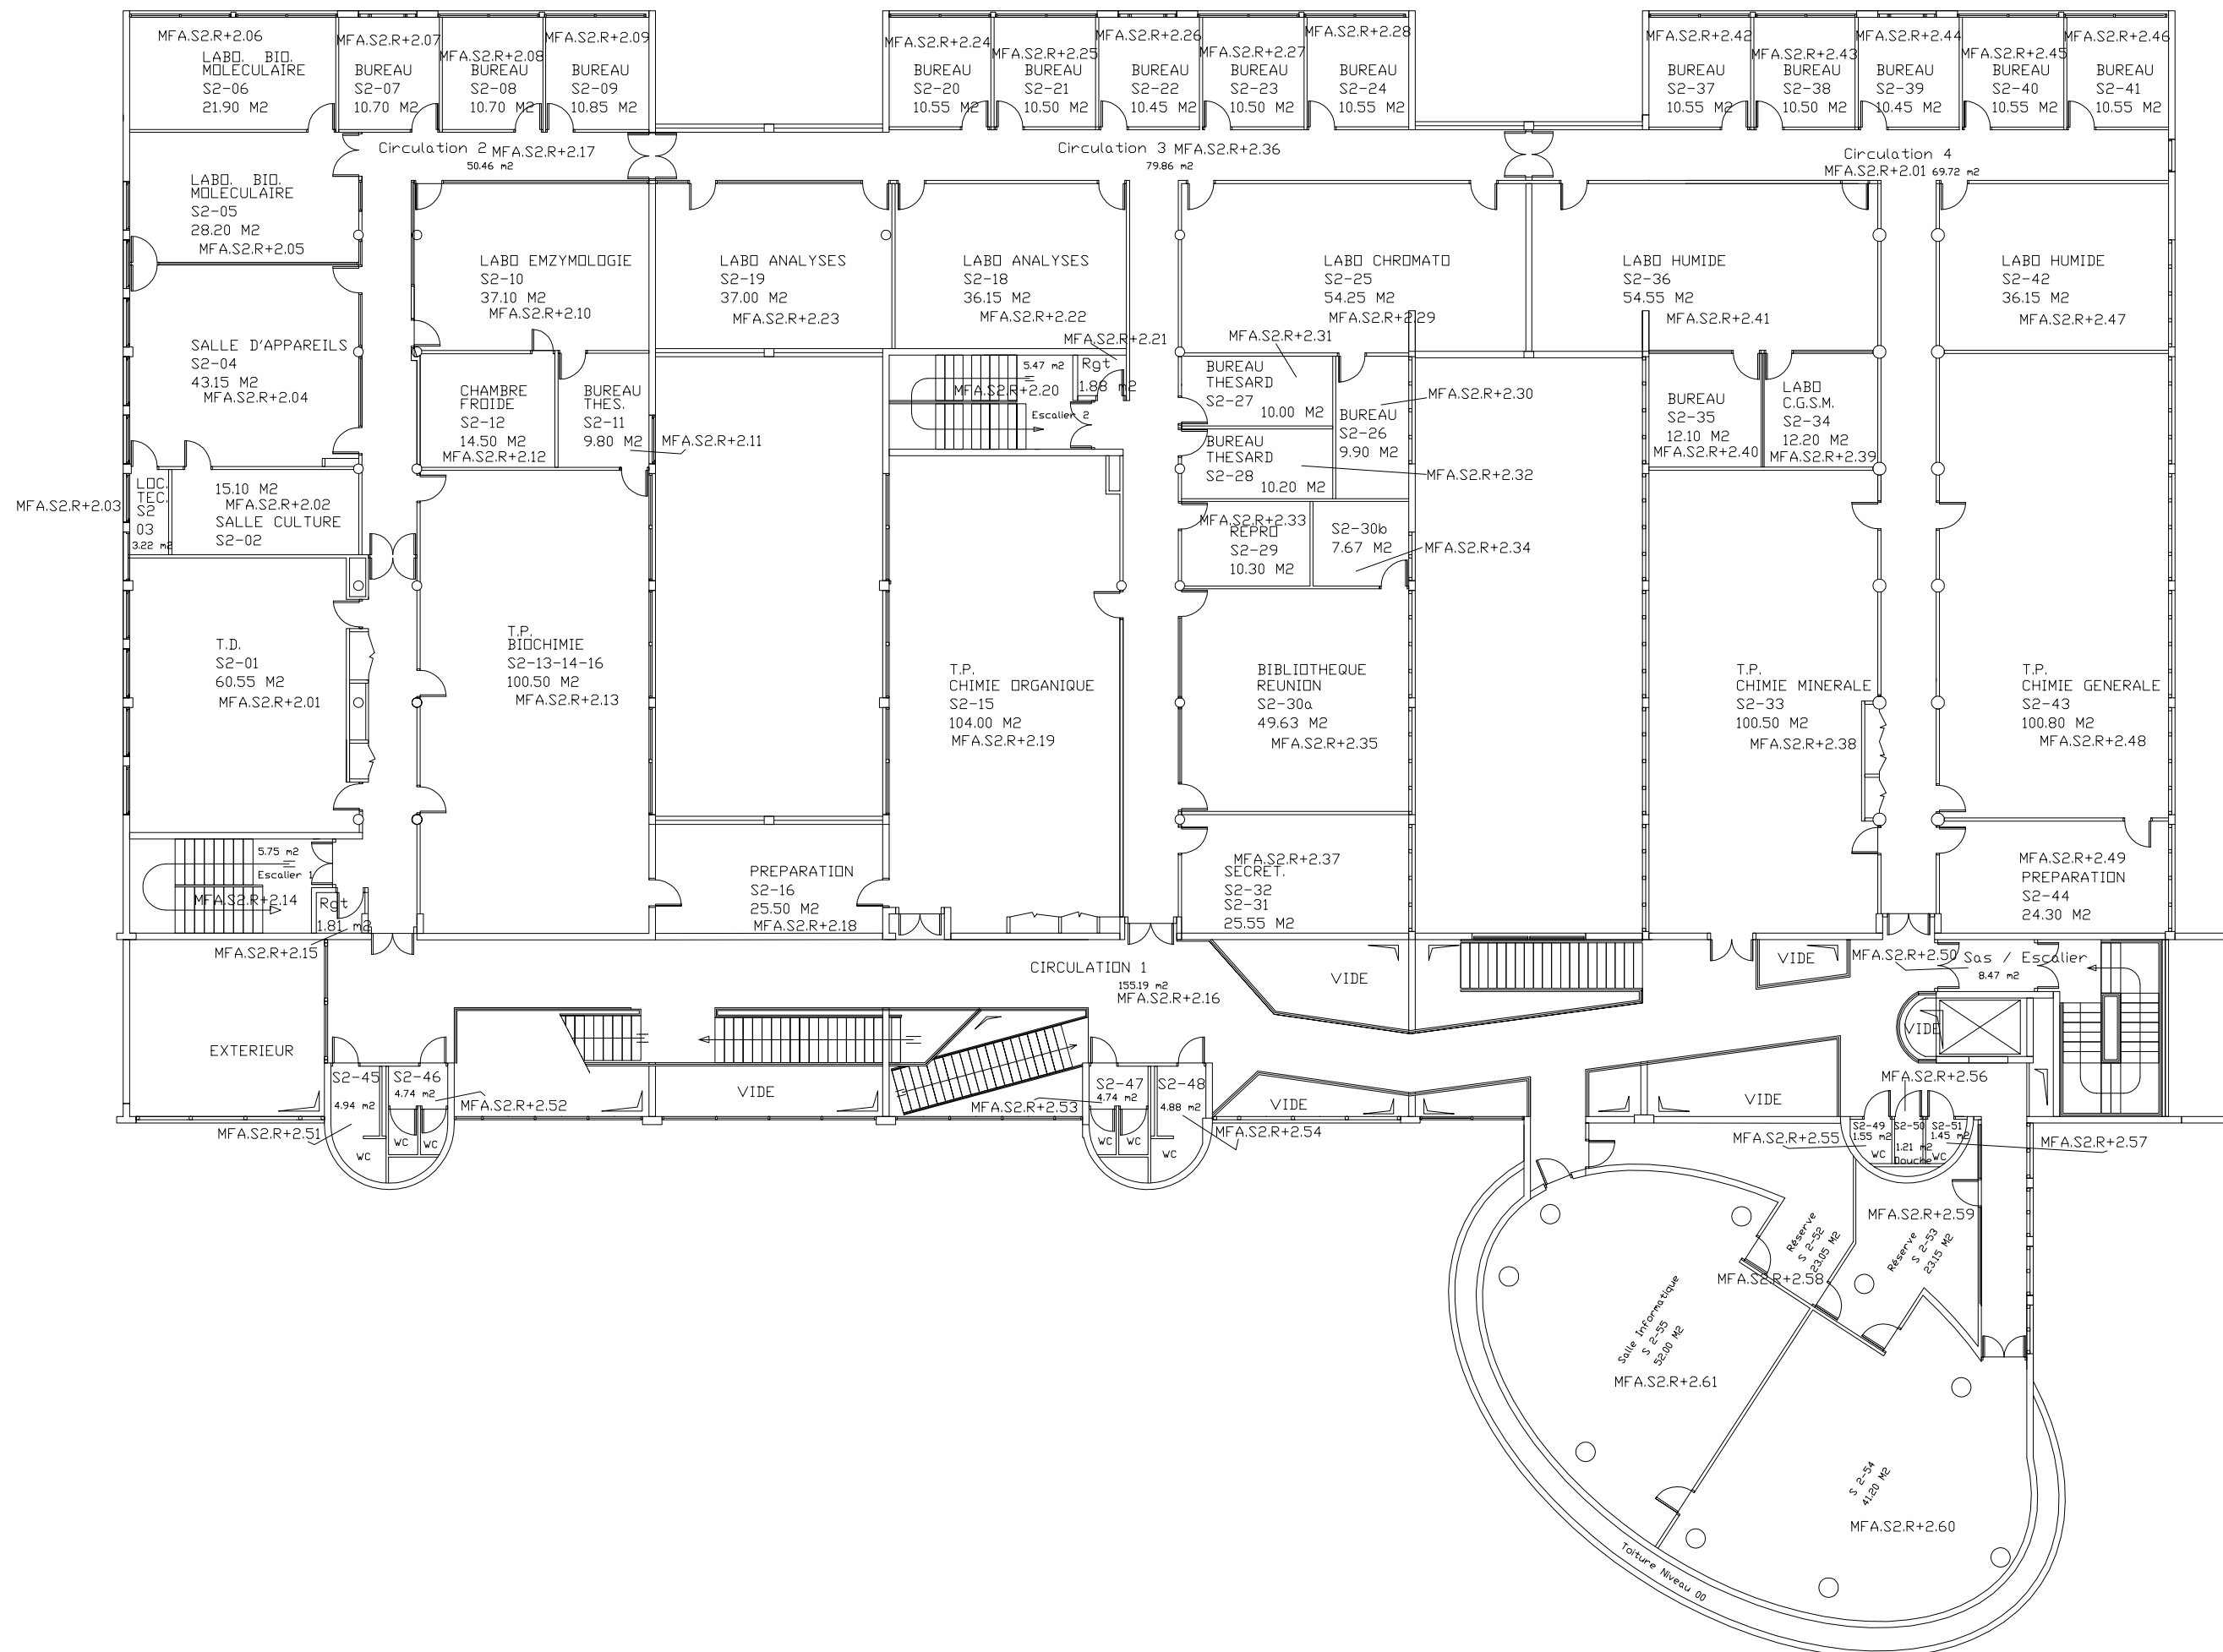 MFA.S2.R+2.06
LABO. BIO.
MOLECULAIRE
S2-06
21.90 M2
MFA.S2.R+2.07
BUREAU
S2-07
10.70 M2
MFA.S2.R+2.08
BUREAU
S2-08
10.70 M2
MFA.S2.R+2.09
BUREAU
S2-09
10.85 M2
MFA.S2.R+2.24
BUREAU
S2-20
10.55 M2
MFA.S2.R+2.25
BUREAU
S2-21
10.50 M2
MFA.S2.R+2.26
BUREAU
S2-22
10.45 M2
MFA.S2.R+2.27
BUREAU
S2-23
10.50 M2
MFA.S2.R+2.28
BUREAU
S2-24
10.55 M2
MFA.S2.R+2.42
BUREAU
S2-37
10.55 M2
MFA.S2.R+2.43
BUREAU
S2-38
10.50 M2
MFA.S2.R+2.44
BUREAU
S2-39
10.45 M2
MFA.S2.R+2.45
BUREAU
S2-40
10.55 M2
MFA.S2.R+2.46
BUREAU
S2-41
10.55 M2
Circulation 2 MFA.S2.R+2.17
50.46 m2
Circulation 3 MFA.S2.R+2.36
79.86 m2
Circulation 4
MFA.S2.R+2.01 69.72 m2
LABO. BIO.
MOLECULAIRE
S2-05
28.20 M2
MFA.S2.R+2.05
LABO EMZYMOLOGIE
S2-10
37.10 M2
MFA.S2.R+2.10
LABO ANALYSES
S2-19
37.00 M2
MFA.S2.R+2.23
LABO ANALYSES
S2-18
36.15 M2
MFA.S2.R+2.22
LABO CHROMATO
S2-25
54.25 M2
MFA.S2.R+2.29
LABO HUMIDE
S2-36
54.55 M2
MFA.S2.R+2.41
LABO HUMIDE
S2-42
36.15 M2
MFA.S2.R+2.47
SALLE D'APPAREILS
S2-04
43.15 M2
MFA.S2.R+2.04
CHAMBRE
FROIDE
S2-12
14.50 M2
MFA.S2.R+2.12
BUREAU
THES.
S2-11
9.80 M2
MFA.S2.R+2.11
MFA.S2.R+2.21
5.47 m2
Rgt
1.88 m2
MFA.S2.R+2.20
Escalier 2
MFA.S2.R+2.31
BUREAU
THESARD
S2-27
10.00 M2
MFA.S2.R+2.30
BUREAU
S2-26
9.90 M2
BUREAU
THESARD
S2-28
10.20 M2
MFA.S2.R+2.32
BUREAU
S2-35
12.10 M2
MFA.S2.R+2.40
LABO
C.G.S.M.
S2-34
12.20 M2
MFA.S2.R+2.39
MFA.S2.R+2.03
LOC.
TEC.
S2
03
3.22 m2
15.10 M2
MFA.S2.R+2.02
SALLE CULTURE
S2-02
MFA.S2.R+2.33
REPRO
S2-29
10.30 M2
S2-30b
7.67 M2
MFA.S2.R+2.34
T.D.
S2-01
60.55 M2
MFA.S2.R+2.01
T.P.
BIOCHIMIE
S2-13-14-16
100.50 M2
MFA.S2.R+2.13
T.P.
CHIMIE ORGANIQUE
S2-15
104.00 M2
MFA.S2.R+2.19
BIBLIOTHEQUE
REUNION
S2-30a
49.63 M2
MFA.S2.R+2.35
T.P.
CHIMIE MINERALE
S2-33
100.50 M2
MFA.S2.R+2.38
T.P.
CHIMIE GENERALE
S2-43
100.80 M2
MFA.S2.R+2.48
5.75 m2
Escalier 1
MFA.S2.R+2.14
Rgt
1.81 m2
MFA.S2.R+2.15
PREPARATION
S2-16
25.50 M2
MFA.S2.R+2.18
MFA.S2.R+2.37
SECRET.
S2-32
S2-31
25.55 M2
MFA.S2.R+2.49
PREPARATION
S2-44
24.30 M2
CIRCULATION 1
155.19 m2
MFA.S2.R+2.16
VIDE
VIDE
MFA.S2.R+2.50
Sas / Escalier
8.47 m2
VIDE
EXTERIEUR
S2-45
4.94 m2
WC
MFA.S2.R+2.51
S2-46
4.74 m2
WC
WC
MFA.S2.R+2.52
VIDE
MFA.S2.R+2.53
S2-47
4.74 m2
WC
WC
S2-48
4.88 m2
WC
MFA.S2.R+2.54
VIDE
VIDE
MFA.S2.R+2.56
MFA.S2.R+2.55
S2-49
1.55 m2
WC
S2-50
1.21 m2
Douche
S2-51
1.45 m2
WC
MFA.S2.R+2.57
Réserve
S 2-52
23.05 M2
MFA.S2.R+2.58
MFA.S2.R+2.59
Réserve
S 2-53
23.15 M2
Salle Informatique
S 2-55
52.00 M2
MFA.S2.R+2.61
S 2-54
41.20 M2
MFA.S2.R+2.60
Toiture Niveau 00